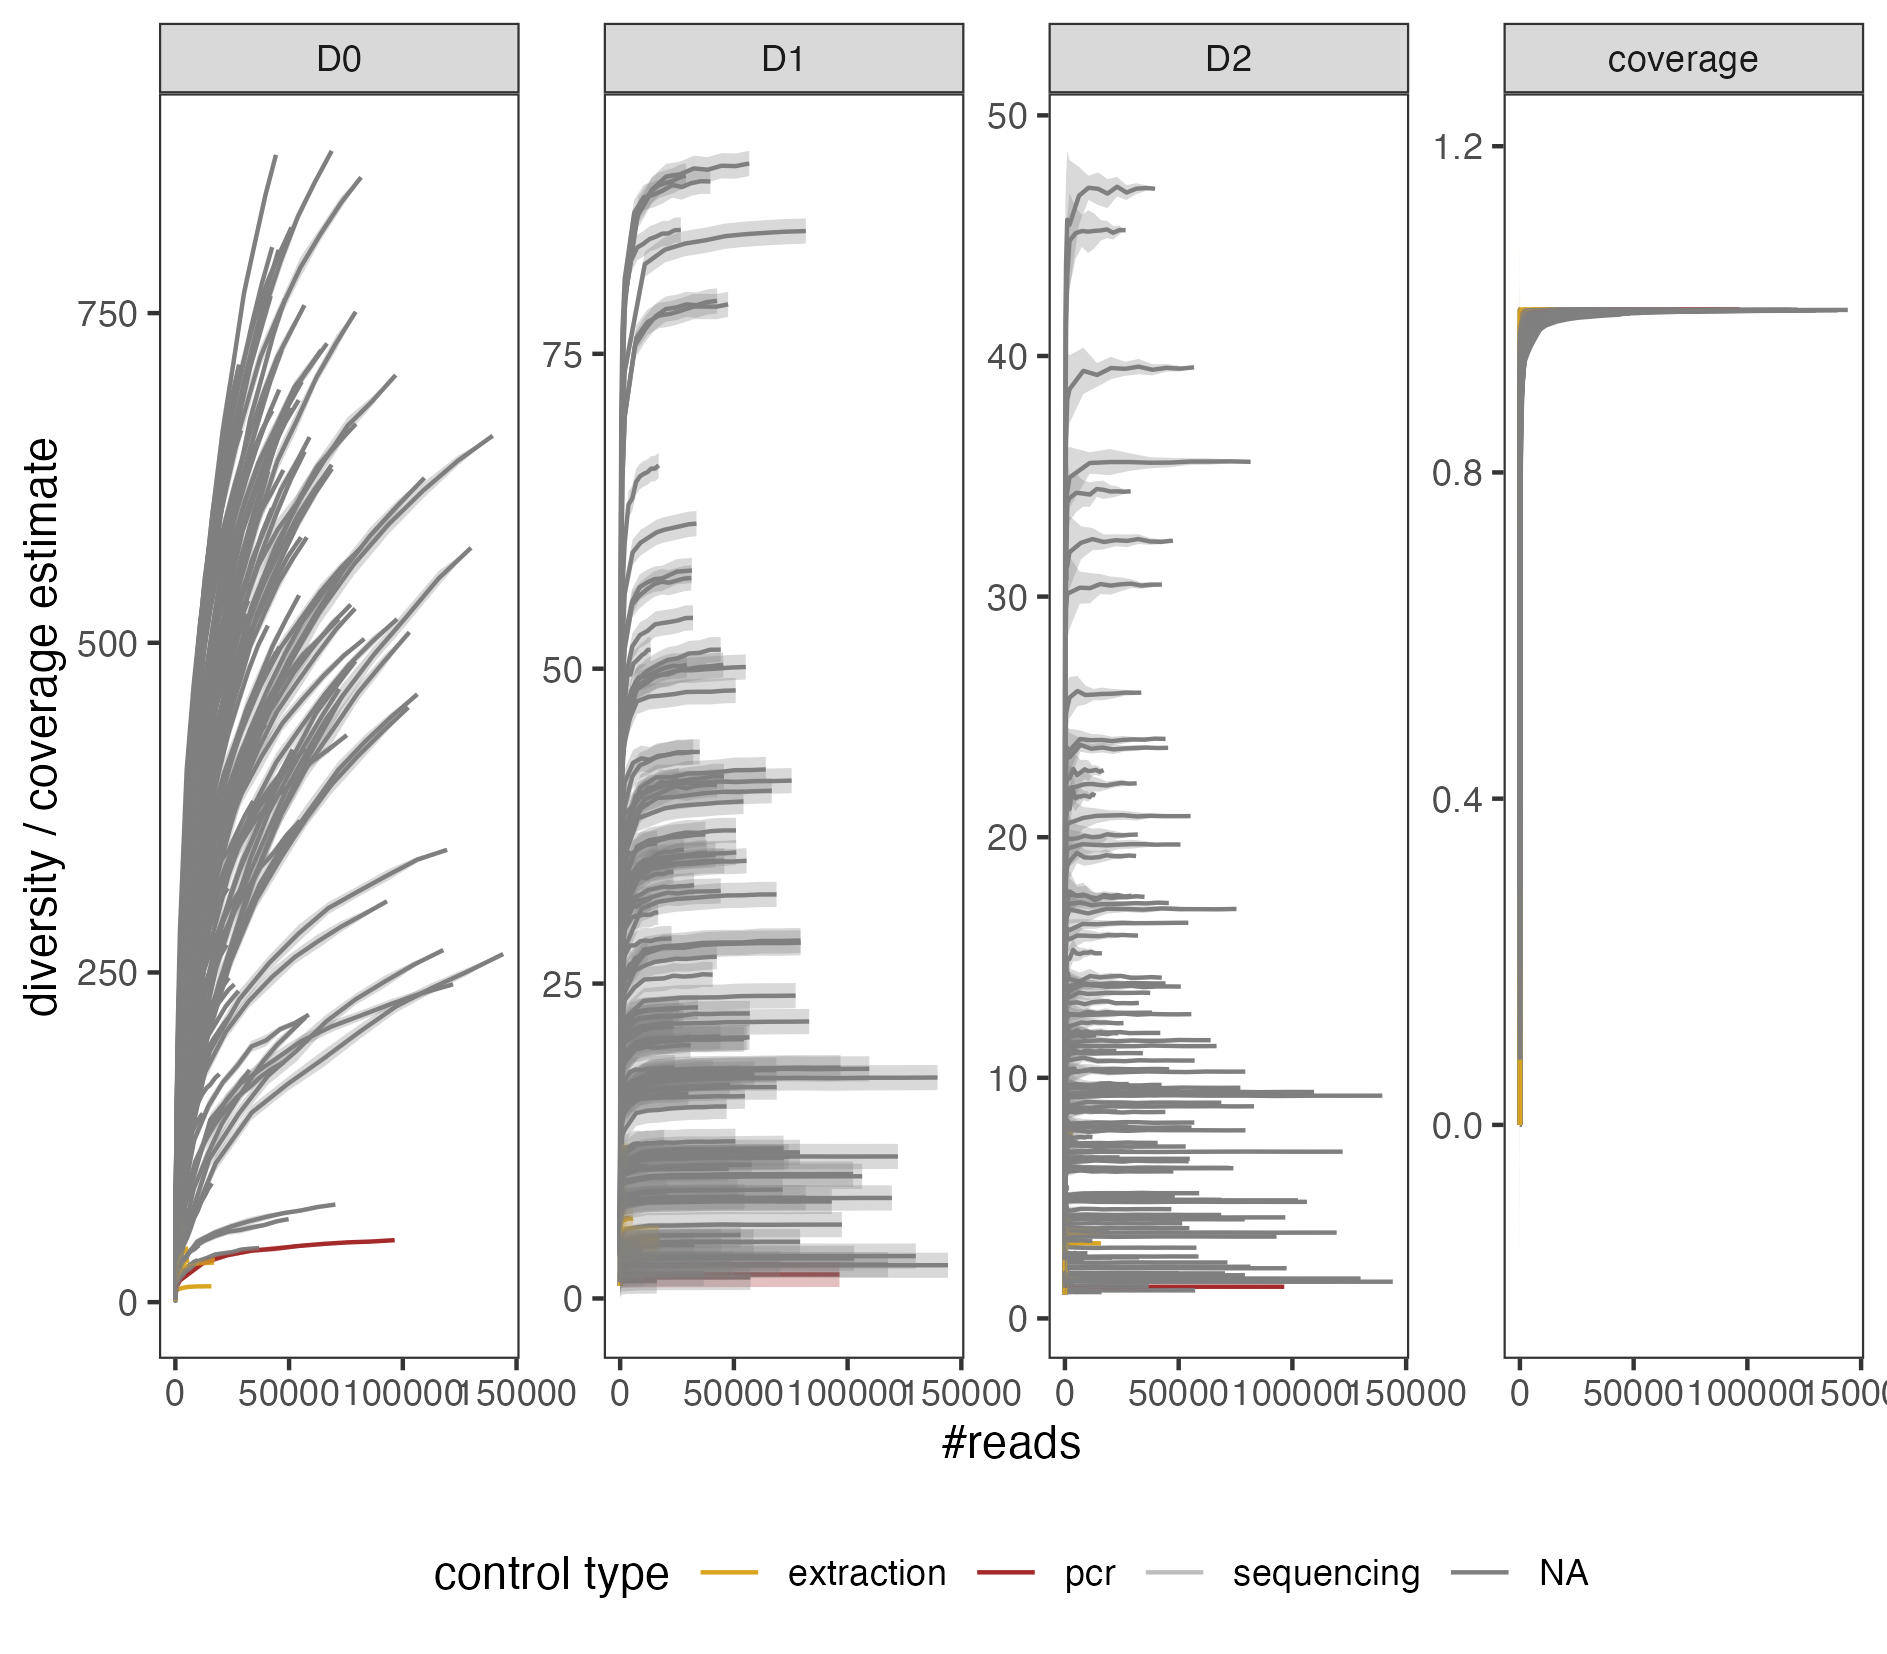 D0 D1 D2 coverage
diversity / coverage estimate
750
500
250
0
75
50
25
0
50
40
30
20
10
0
1.2
0.8
0.4
0.0
0 50000 100000 150000
0 50000 100000 150000
0 50000 100000 150000
0 50000 100000
#reads
control type extraction pcr sequencing NA